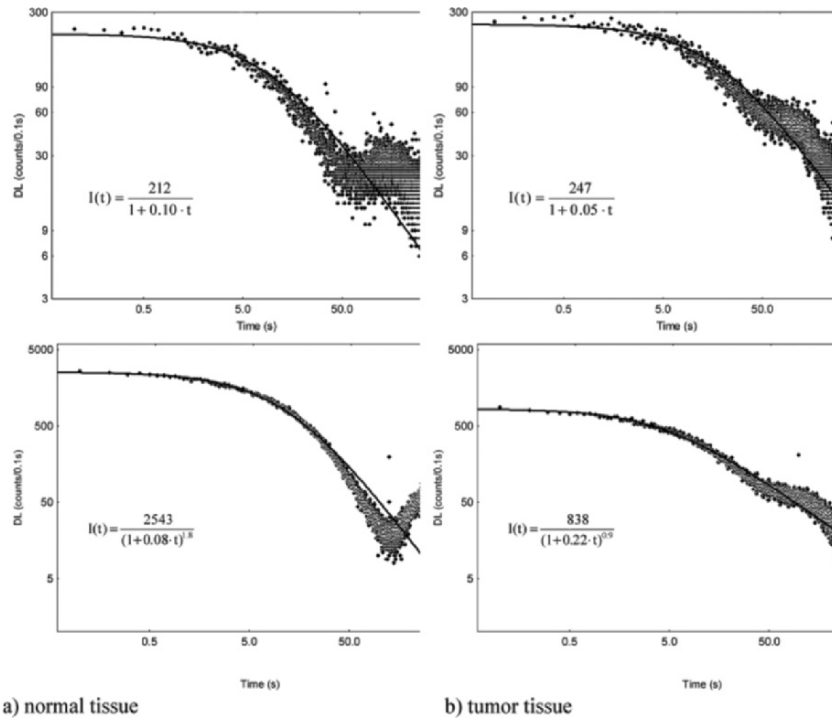 300
90
60
30
9
6
3
DL (counts/0.1s)
I(t) = 212 / 1 + 0.10 · t
0.5 5.0 50.0
Time (s)
300
90
60
30
9
6
3
DL (counts/0.1s)
I(t) = 247 / 1 + 0.05 · t
0.5 5.0 50.0
Time (s)
5000
500
50
5
DL (counts/0.1s)
I(t) = 2543 / (1+0.08·t)^1.8
0.5 5.0 50.0
Time (s)
5000
500
50
5
DL (counts/0.1s)
I(t) = 838 / (1+0.22·t)^0.9
0.5 5.0 50.0
Time (s)
a) normal tissue
b) tumor tissue